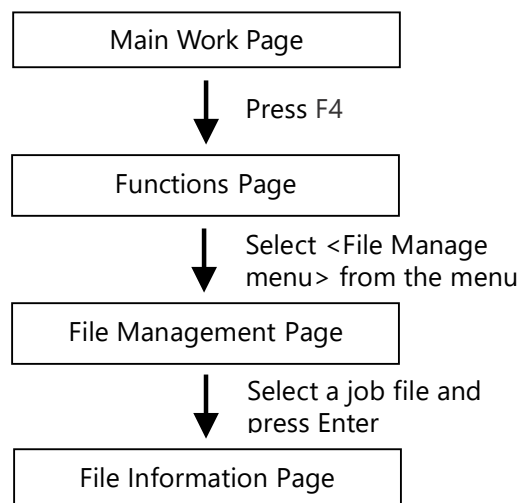 Main Work Page
Press F4
Functions Page
Select <File Manage
menu> from the menu
File Management Page
Select a job file and
press Enter
File Information Page